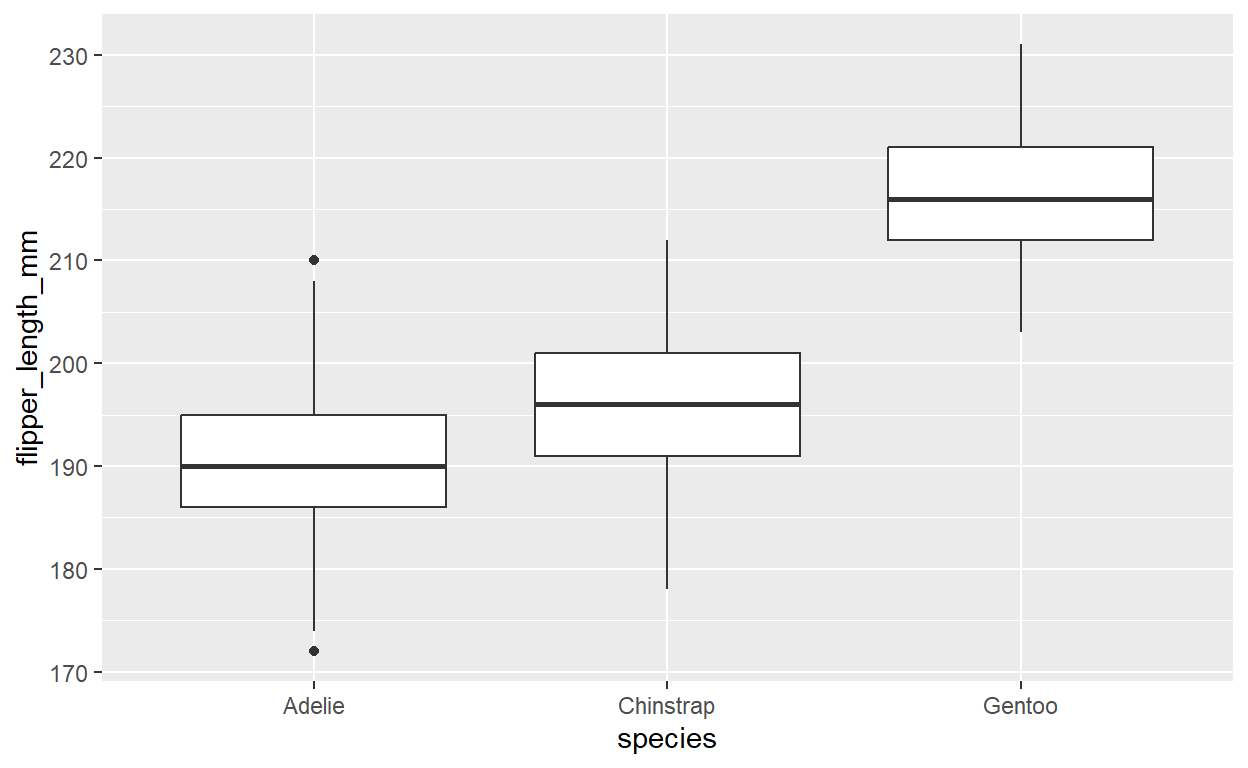 flipper_length_mm
230
220
210
200
190
180
170
Adelie
Chinstrap
Gentoo
species